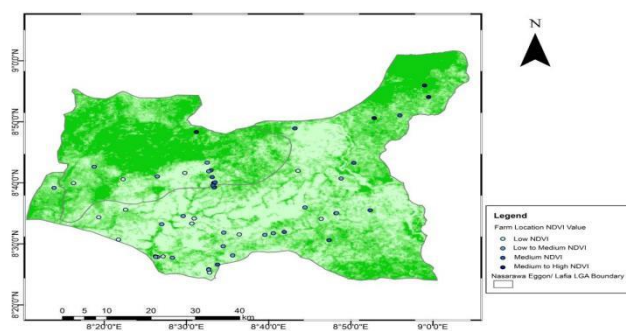 N
9°0'0"N
8°50'0"N
8°40'0"N
8°30'0"N
8°20'0"N
0 5 10 20 30 40
km
8°20'0"E 8°30'0"E 8°40'0"E 8°50'0"E 9°0'0"E
Legend
Farm Location NDVI Value
Low NDVI
Low to Medium NDVI
Medium NDVI
Medium to High NDVI
Nasarawa Eggon/ Lafia LGA Boundary